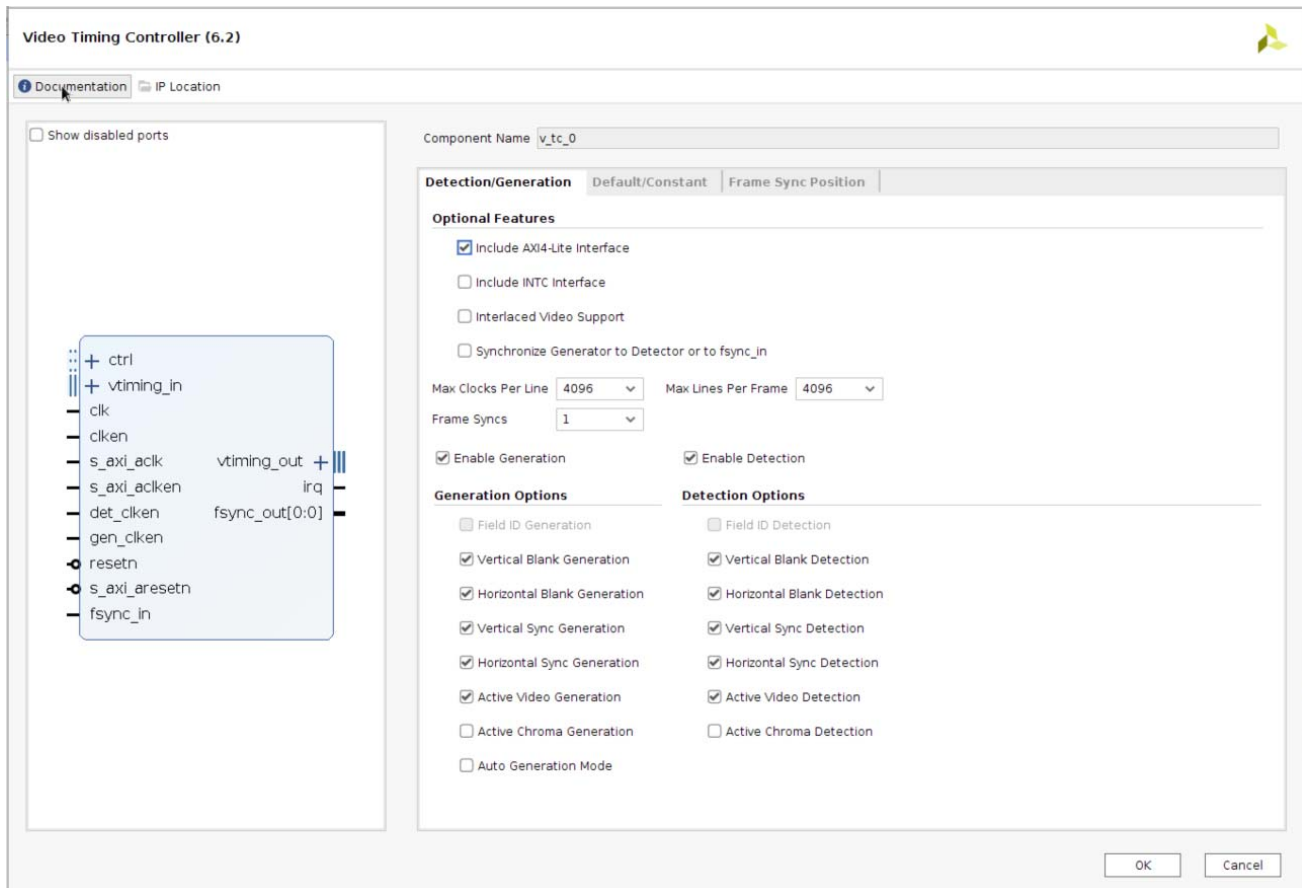 Video Timing Controller (6.2)
Documentation IP Location
Show disabled ports
ctrl
vtiming_in
clk
clken
s_axi_aclk vtiming_out
s_axi_aclken irq
det_clken fsync_out[0:0]
gen_clken
resetn
s_axi_aresetn
fsync_in
Component Name v_tc_0
Detection/Generation Default/Constant Frame Sync Position
Optional Features
Include AXI4-Lite Interface
Include INTC Interface
Interlaced Video Support
Synchronize Generator to Detector or to fsync_in
Max Clocks Per Line 4096 Max Lines Per Frame 4096
Frame Syncs 1
Enable Generation Enable Detection
Generation Options Detection Options
Field ID Generation Field ID Detection
Vertical Blank Generation Vertical Blank Detection
Horizontal Blank Generation Horizontal Blank Detection
Vertical Sync Generation Vertical Sync Detection
Horizontal Sync Generation Horizontal Sync Detection
Active Video Generation Active Video Detection
Active Chroma Generation Active Chroma Detection
Auto Generation Mode
OK Cancel